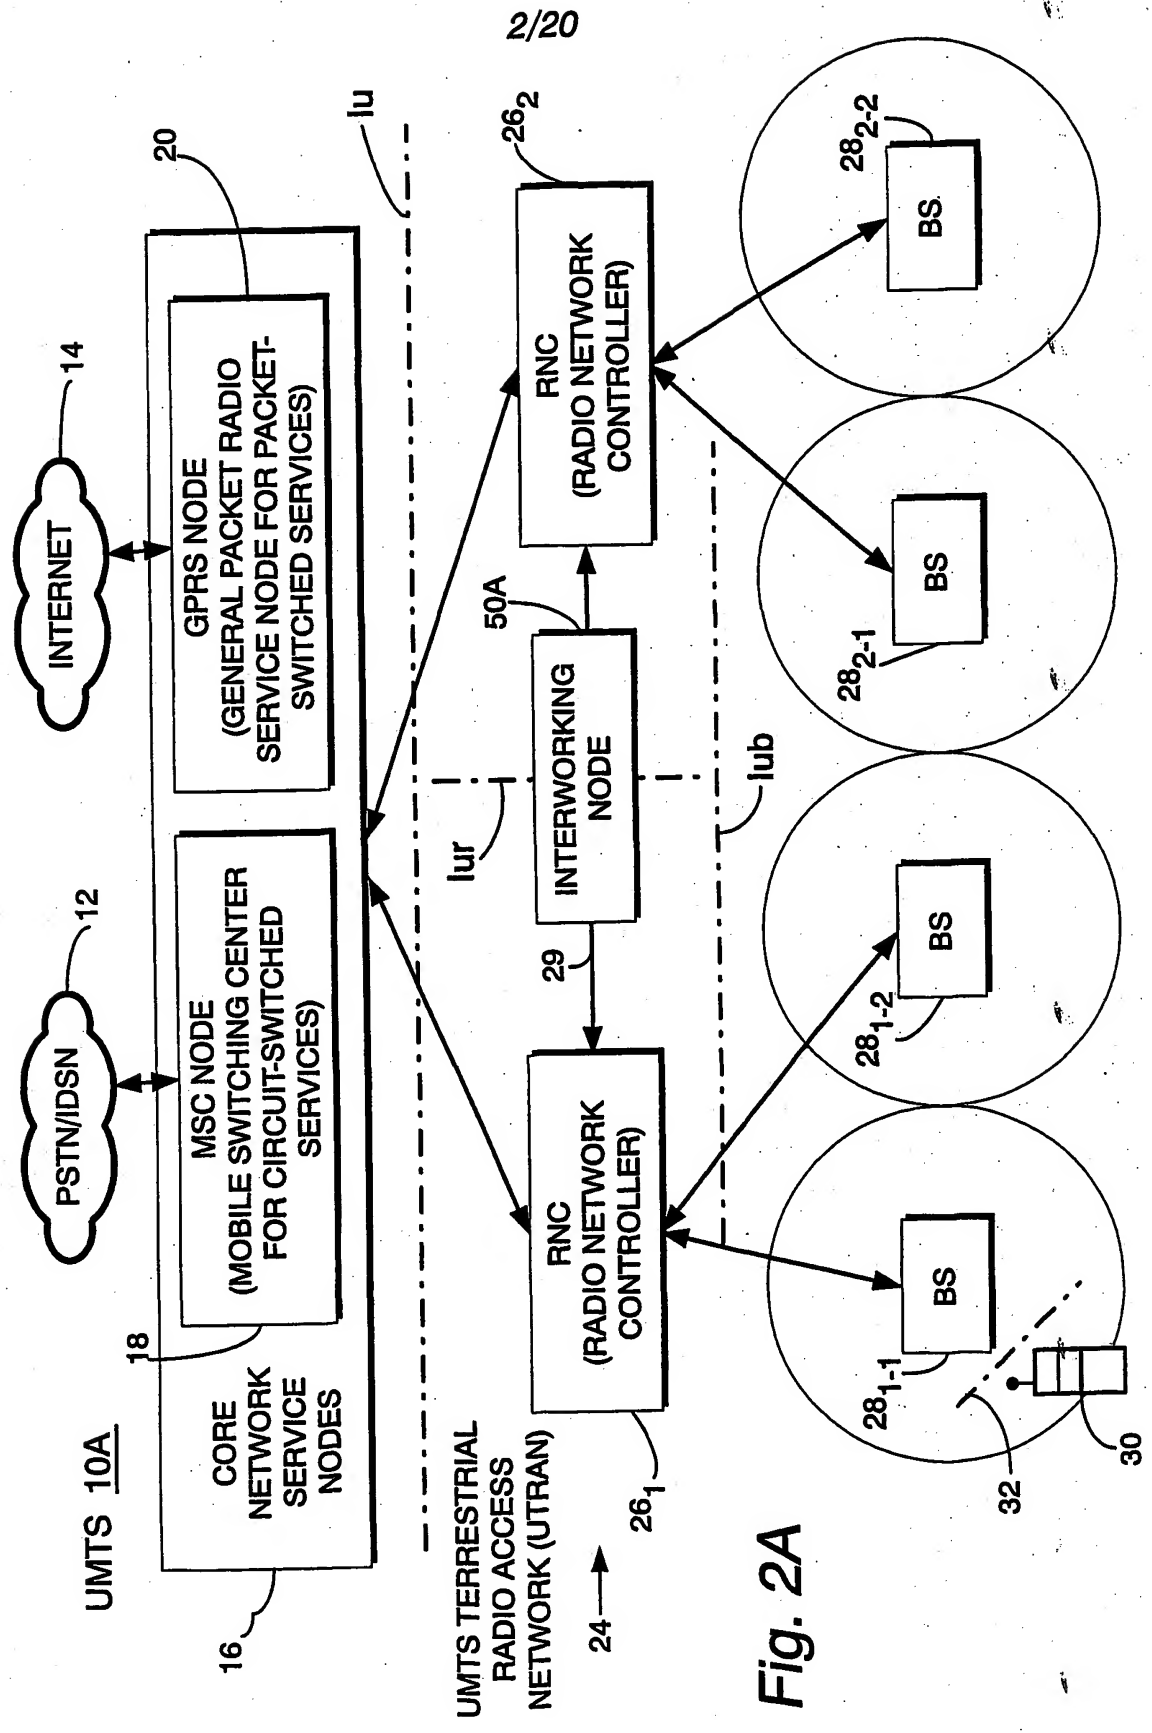 2/20
UMTS 10A
PSTN/IDSN
12
INTERNET
14
16
18
20
CORE
NETWORK
SERVICE
NODES
MSC NODE
(MOBILE SWITCHING CENTER
FOR CIRCUIT-SWITCHED
SERVICES)
GPRS NODE
(GENERAL PACKET RADIO
SERVICE NODE FOR PACKET-
SWITCHED SERVICES)
Iu
UMTS TERRESTRIAL
RADIO ACCESS
NETWORK (UTRAN)
24
26₁
RNC
(RADIO NETWORK
CONTROLLER)
29
Iur
INTERWORKING
NODE
50A
26₂
RNC
(RADIO NETWORK
CONTROLLER)
Iub
28₁₋₁
BS
28₁₋₂
BS
28₂₋₁
BS
28₂₋₂
BS
32
30
Fig. 2A